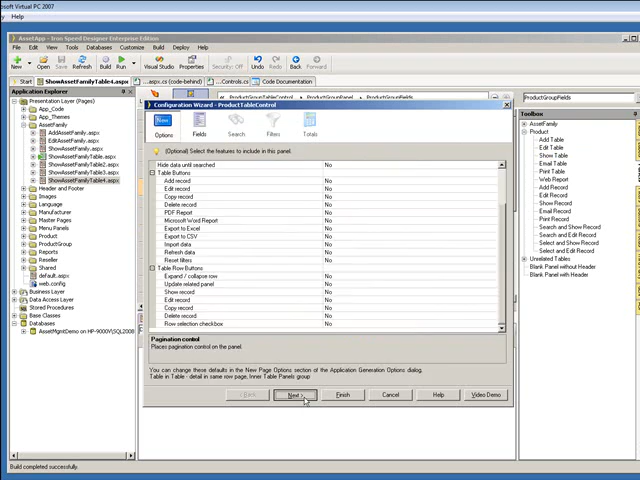 osoft Virtual PC 2007
y Help
AssetApp - Iron Speed Designer Enterprise Edition
File Edit View Tools Databases Configure Build Deploy Help
New Open Save Refresh Build Run Visual Studio Properties Security: Off Undo Redo Back Forward
Start ShowAssetFamilyTable4.aspx ...aspx.cs (code-behind) ...Controls.cs Code Documentation
Application Explorer
Presentation Layer (Pages)
App_Code
App_Themes
AssetFamily
AddAssetFamily.aspx
EditAssetFamily.aspx
ShowAssetFamily.aspx
ShowAssetFamilyTable.aspx
ShowAssetFamilyTable2.aspx
ShowAssetFamilyTable3.aspx
ShowAssetFamilyTable4.aspx
Header and Footer
Images
Language
Manufacturer
Master Pages
Menu Panels
Product
ProductGroup
Reports
Reseller
Shared
default.aspx
web.config
Business Layer
Data Access Layer
Stored Procedures
Base Classes
Databases
AssetMgntDemo on HP-9000V\SQL2008
ProductGroupTableControl ProductGroupPanel ProductGroupFields
Configuration Wizard - ProductTableControl
Options Fields Search Filters Totals
(Optional) Select the features to include in this panel.
Hide data until searched No
Table Buttons
Add record No
Edit record No
Copy record No
Delete record No
PDF Report No
Microsoft Word Report No
Export to Excel No
Export to CSV No
Import data No
Refresh data No
Reset filters No
Table Row Buttons
Expand / collapse row No
Update related panel No
Show record No
Edit record No
Copy record No
Delete record No
Row selection checkbox No
Pagination control
Places pagination control on the panel.
You can change these defaults in the New Page Options section of the Application Generation Options dialog.
Table in Table - detail in same row page, Inner Table Panels group
< Back Next > Finish Cancel Help Video Demo
ProductGroupFields
Toolbox
AssetFamily
Product
Add Table
Edit Table
Show Table
Email Table
Print Table
Web Report
Add Record
Edit Record
Show Record
Email Record
Print Record
Search and Show Record
Search and Edit Record
Select and Show Record
Select and Edit Record
Unrelated Tables
Blank Panel without Header
Blank Panel with Header
Build completed successfully.